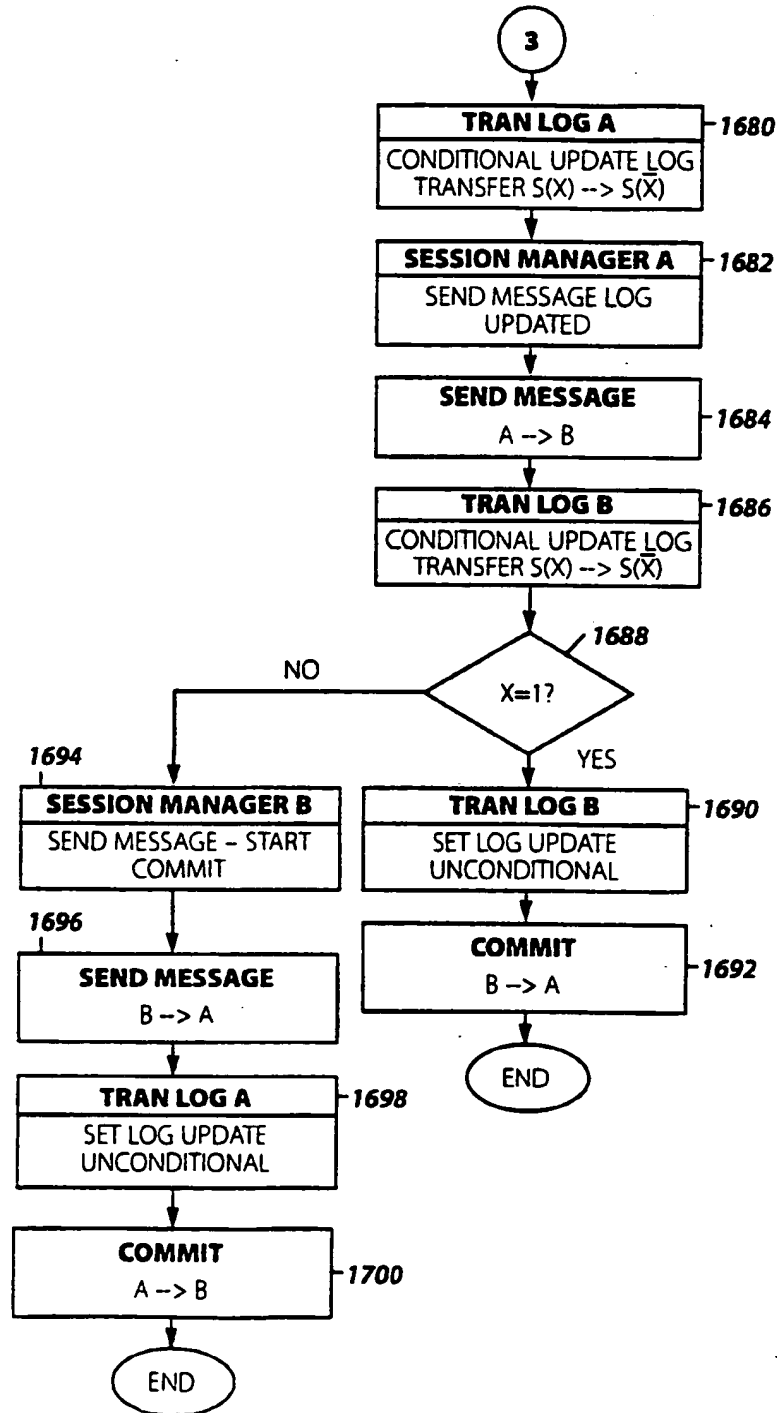 3
TRAN LOG A
1680
CONDITIONAL UPDATE LOG
TRANSFER S(X) --> S(X̅)
SESSION MANAGER A
1682
SEND MESSAGE LOG
UPDATED
SEND MESSAGE
1684
A --> B
TRAN LOG B
1686
CONDITIONAL UPDATE LOG
TRANSFER S(X) --> S(X̅)
1688
X=1?
NO
YES
1694
SESSION MANAGER B
SEND MESSAGE – START
COMMIT
1696
SEND MESSAGE
B --> A
TRAN LOG A
1698
SET LOG UPDATE
UNCONDITIONAL
COMMIT
1700
A --> B
END
TRAN LOG B
1690
SET LOG UPDATE
UNCONDITIONAL
COMMIT
1692
B --> A
END